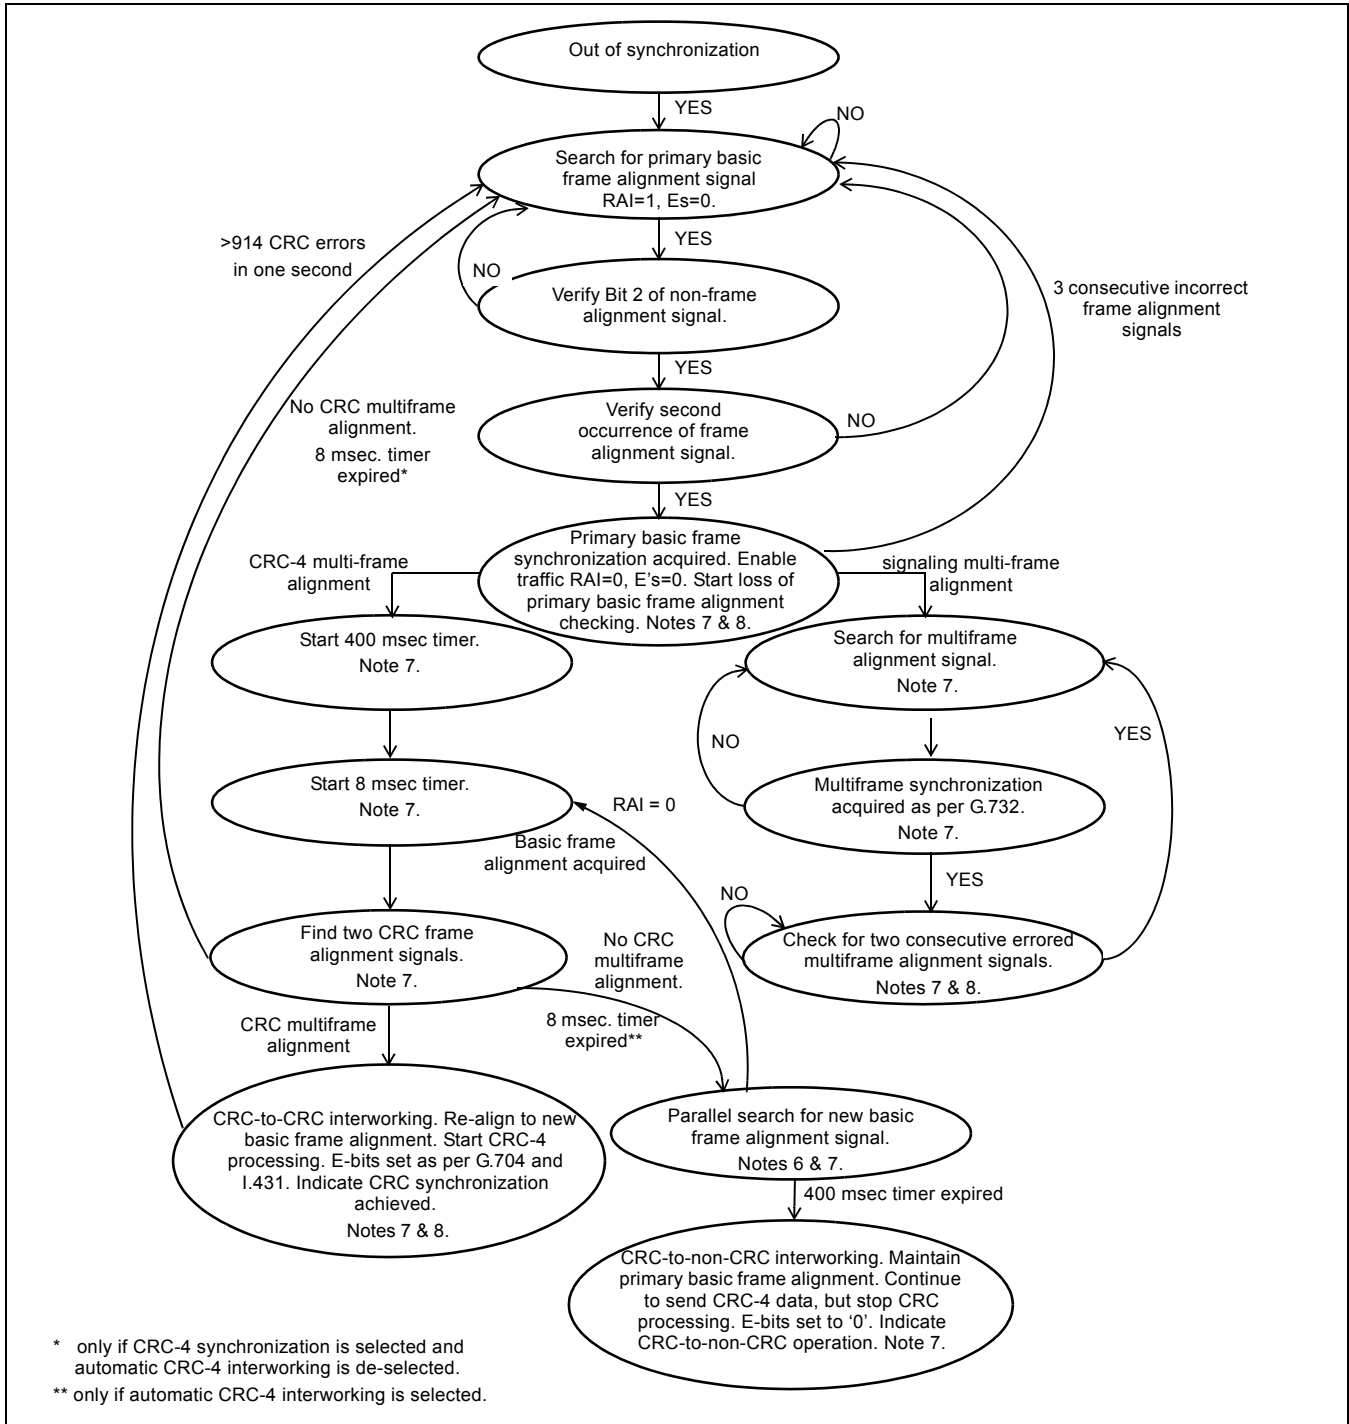 Out of synchronization
YES
NO
Search for primary basic
frame alignment signal
RAI=1, Es=0.
>914 CRC errors
in one second
YES
NO
Verify Bit 2 of non-frame
alignment signal.
3 consecutive incorrect
frame alignment
signals
YES
No CRC multiframe
alignment.
8 msec. timer
expired*
Verify second
occurrence of frame
alignment signal.
NO
YES
Primary basic frame
synchronization acquired. Enable
traffic RAI=0, E's=0. Start loss of
primary basic frame alignment
checking. Notes 7 & 8.
CRC-4 multi-frame
alignment
signaling multi-frame
alignment
Start 400 msec timer.
Note 7.
Search for multiframe
alignment signal.
Note 7.
NO
YES
Start 8 msec timer.
Note 7.
RAI = 0
Basic frame
alignment acquired
Multiframe synchronization
acquired as per G.732.
Note 7.
YES
NO
Find two CRC frame
alignment signals.
Note 7.
No CRC
multiframe
alignment.
8 msec. timer
expired**
Check for two consecutive errored
multiframe alignment signals.
Notes 7 & 8.
CRC multiframe
alignment
CRC-to-CRC interworking. Re-align to new
basic frame alignment. Start CRC-4
processing. E-bits set as per G.704 and
I.431. Indicate CRC synchronization
achieved.
Notes 7 & 8.
Parallel search for new basic
frame alignment signal.
Notes 6 & 7.
400 msec timer expired
CRC-to-non-CRC interworking. Maintain
primary basic frame alignment. Continue
to send CRC-4 data, but stop CRC
processing. E-bits set to ‘0’. Indicate
CRC-to-non-CRC operation. Note 7.
* only if CRC-4 synchronization is selected and
automatic CRC-4 interworking is de-selected.
** only if automatic CRC-4 interworking is selected.